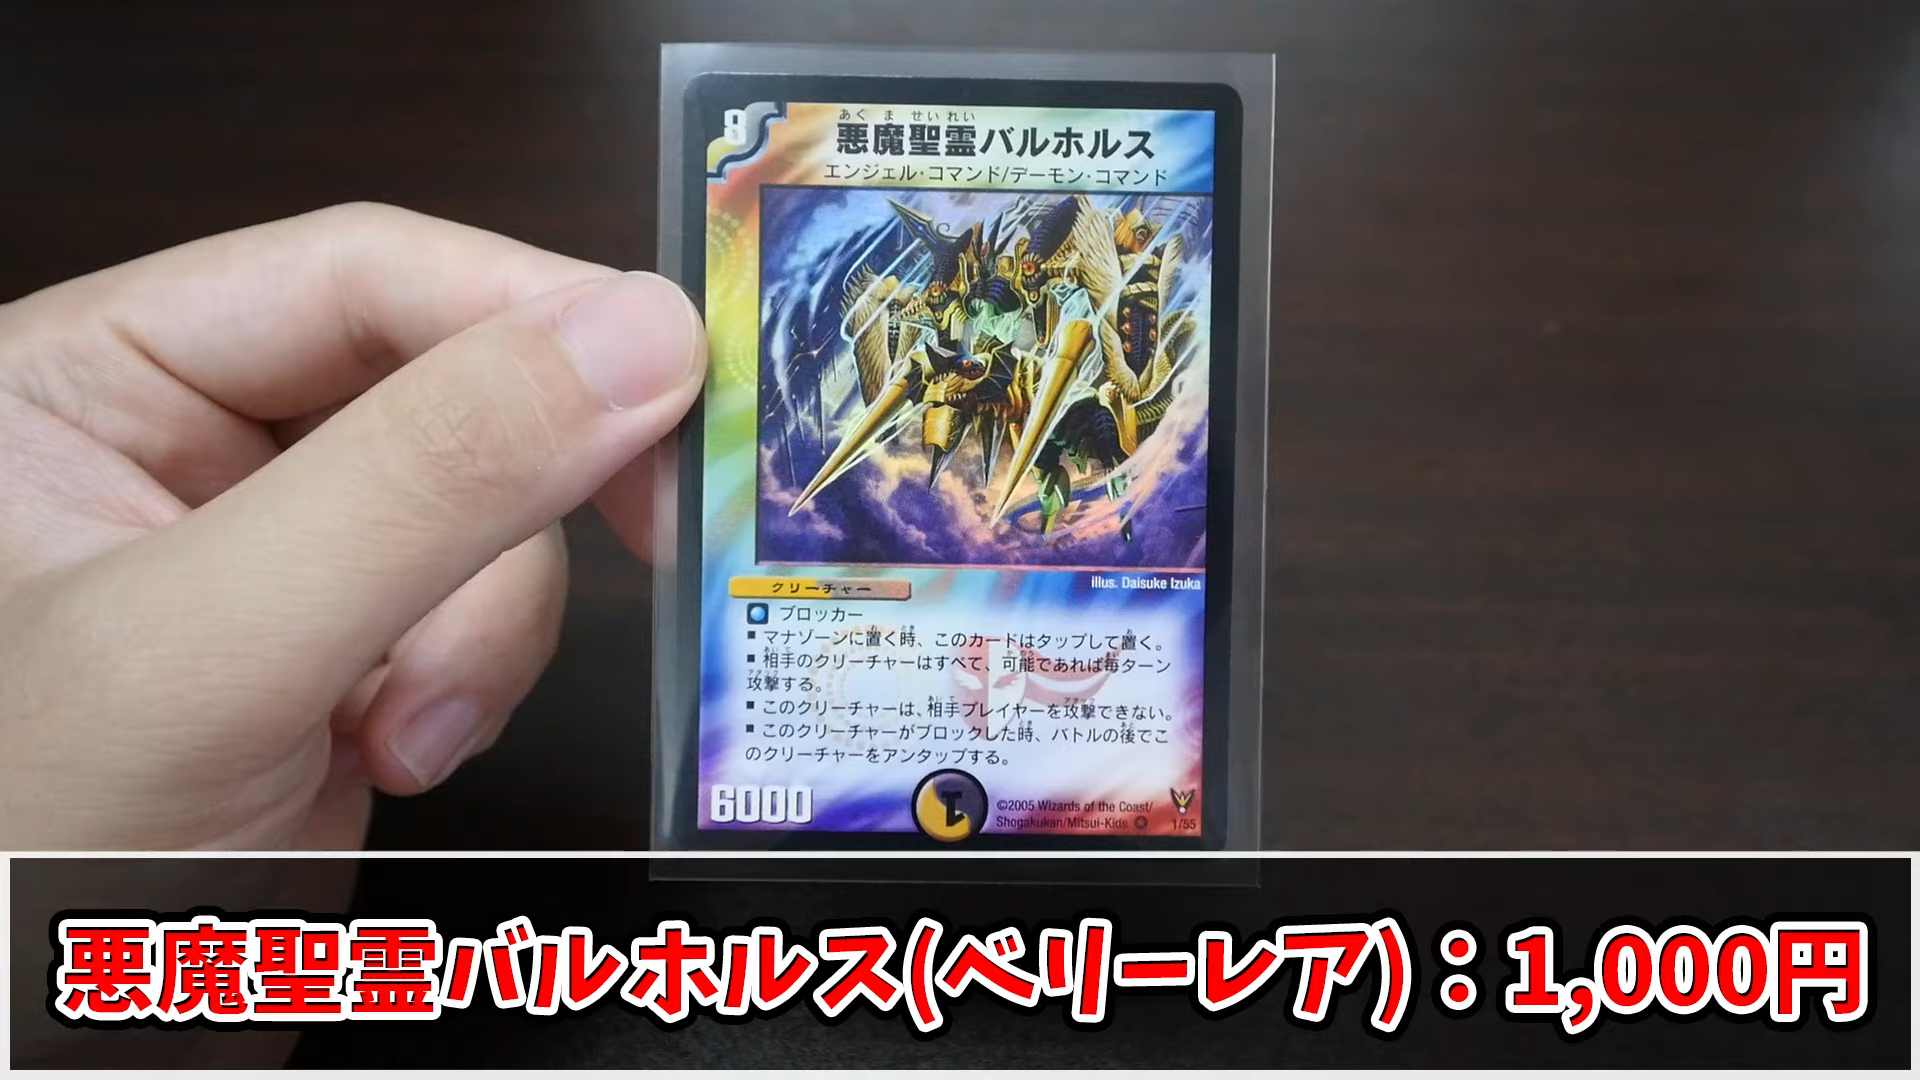 8
あくませいれい
悪魔聖霊バルホルス
エンジェル・コマンド/デーモン・コマンド
illus. Daisuke Izuka
クリーチャー
ブロッカー
■ マナゾーンに置く時、このカードはタップして置く。
■ 相手のクリーチャーはすべて、可能であれば毎ターン
攻撃する。
■ このクリーチャーは、相手プレイヤーを攻撃できない。
■ このクリーチャーがブロックした時、バトルの後でこ
のクリーチャーをアンタップする。
6000
1
©2005 Wizards of the Coast/
Shogakukan/Mitsui-Kids
1/55
悪魔聖霊バルホルス(ベリーレア)：1,000円